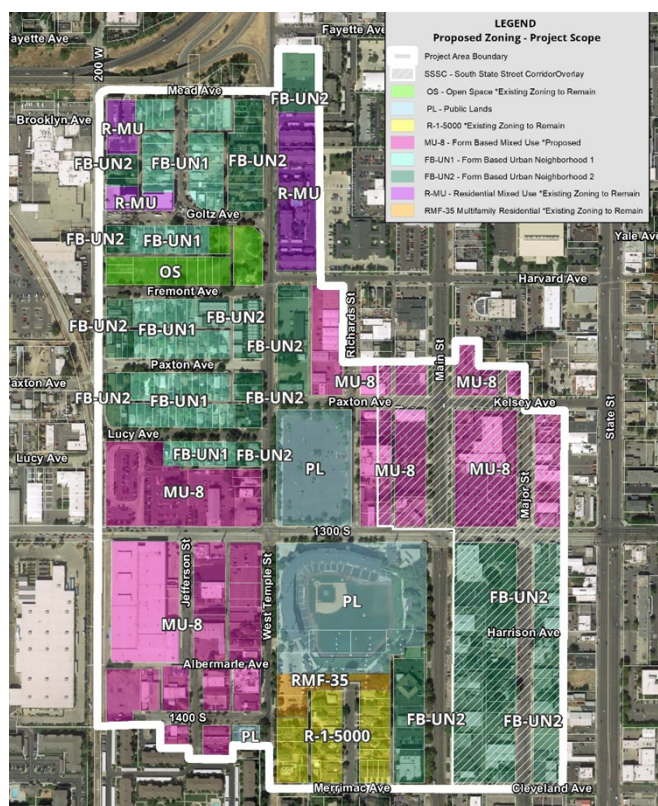 Fayette Ave
Fayette Ave
200 W
LEGEND
Proposed Zoning - Project Scope
Project Area Boundary
SSSC - South State Street CorridorOverlay
OS - Open Space *Existing Zoning to Remain
PL - Public Lands
R-1-5000 *Existing Zoning to Remain
MU-8 - Form Based Mixed Use *Proposed
FB-UN1 - Form Based Urban Neighborhood 1
FB-UN2 - Form Based Urban Neighborhood 2
R-MU - Residential Mixed Use *Existing Zoning to Remain
RMF-35 Multifamily Residential *Existing Zoning to Remain
Mead Ave
FB-UN2
Brooklyn Ave
R-MU
FB-UN2
FB-UN1
FB-UN2
R-MU
R-MU
Goltz Ave
FB-UN2
FB-UN1
Yale Ave
OS
Harvard Ave
Fremont Ave
FB-UN2
FB-UN2
FB-UN1
FB-UN2
Richards St
Main St
Paxton Ave
Paxton Ave
MU-8
MU-8
FB-UN2
FB-UN1
FB-UN2
Paxton Ave
Kelsey Ave
State St
Lucy Ave
Lucy Ave
FB-UN1
FB-UN2
PL
MU-8
MU-8
MU-8
Major St
1300 S
Jefferson St
West Temple St
PL
FB-UN2
MU-8
Harrison Ave
Albermarle Ave
RMF-35
1400 S
PL
R-1-5000
FB-UN2
FB-UN2
Merrimac Ave
Cleveland Ave